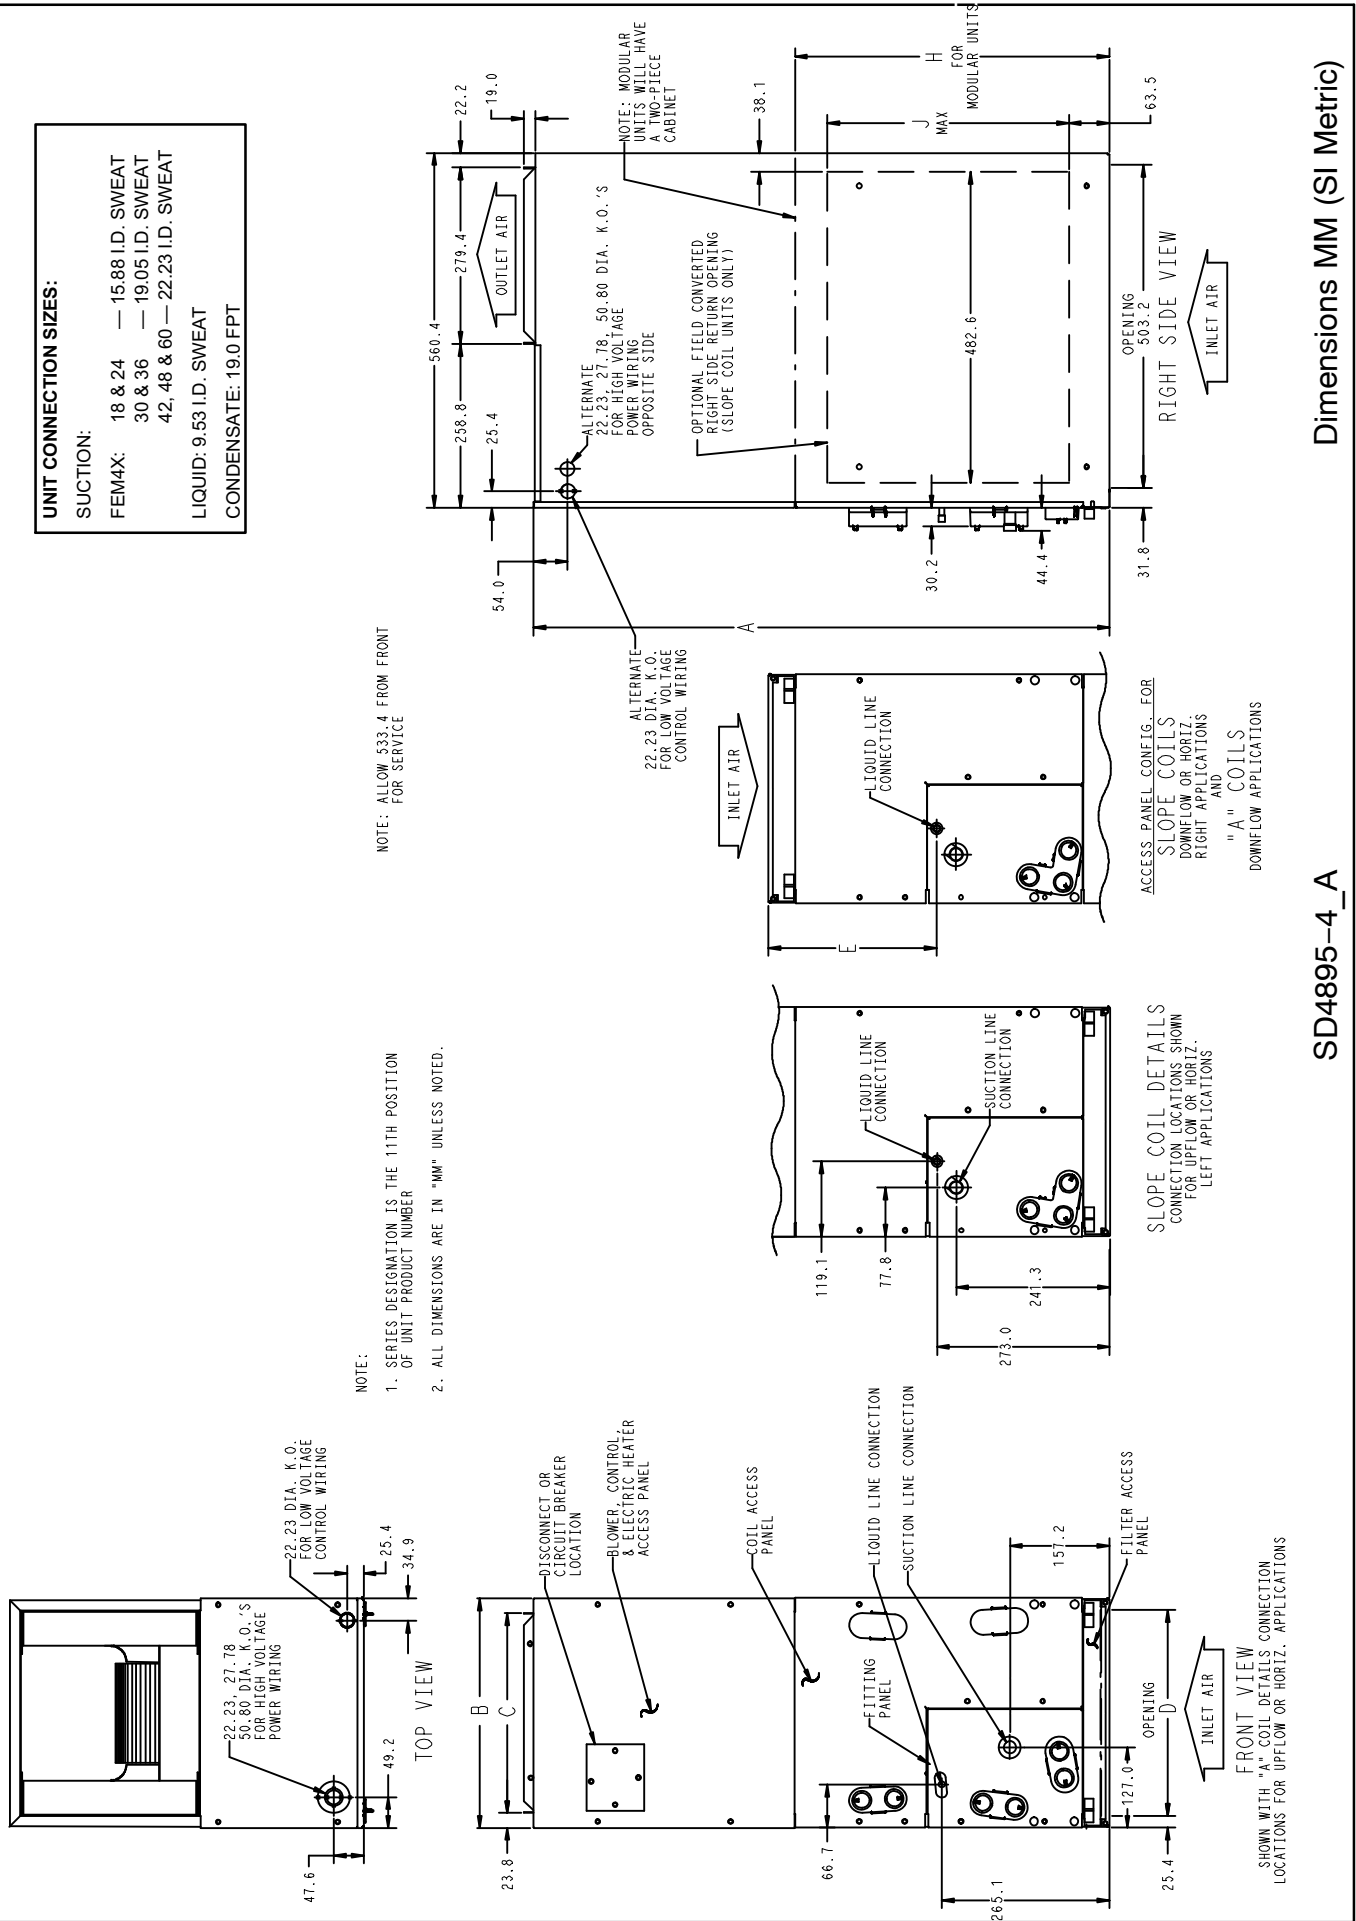 UNIT CONNECTION SIZES:
SUCTION:
FEM4X: 18 & 24 — 15.88 I.D. SWEAT
30 & 36 — 19.05 I.D. SWEAT
42, 48 & 60 — 22.23 I.D. SWEAT
LIQUID: 9.53 I.D. SWEAT
CONDENSATE: 19.0 FPT
22.23, 27.78
50.80 DIA. K.O.'S
FOR HIGH VOLTAGE
POWER WIRING
22.23 DIA. K.O.
FOR LOW VOLTAGE
CONTROL WIRING
47.6
49.2
25.4
34.9
TOP VIEW
NOTE:
1. SERIES DESIGNATION IS THE 11TH POSITION
OF UNIT PRODUCT NUMBER
2. ALL DIMENSIONS ARE IN "MM" UNLESS NOTED.
NOTE: ALLOW 533.4 FROM FRONT
FOR SERVICE
B
C
23.8
DISCONNECT OR
CIRCUIT BREAKER
LOCATION
BLOWER, CONTROL,
& ELECTRIC HEATER
ACCESS PANEL
COIL ACCESS
PANEL
FITTING
PANEL
LIQUID LINE CONNECTION
SUCTION LINE CONNECTION
66.7
265.1
157.2
127.0
25.4
OPENING
D
FILTER ACCESS
PANEL
INLET AIR
FRONT VIEW
SHOWN WITH "A" COIL DETAILS CONNECTION
LOCATIONS FOR UPFLOW OR HORIZ. APPLICATIONS
LIQUID LINE
CONNECTION
SUCTION LINE
CONNECTION
119.1
77.8
241.3
273.0
SLOPE COIL DETAILS
CONNECTION LOCATIONS SHOWN
FOR UPFLOW OR HORIZ.
LEFT APPLICATIONS
INLET AIR
LIQUID LINE
CONNECTION
E
ACCESS PANEL CONFIG. FOR
SLOPE COILS
DOWNFLOW OR HORIZ.
RIGHT APPLICATIONS
AND
"A" COILS
DOWNFLOW APPLICATIONS
560.4
258.8
279.4
22.2
19.0
25.4
54.0
OUTLET AIR
ALTERNATE
22.23, 27.78, 50.80 DIA. K.O.'S
FOR HIGH VOLTAGE
POWER WIRING
OPPOSITE SIDE
ALTERNATE
22.23 DIA. K.O.
FOR LOW VOLTAGE
CONTROL WIRING
NOTE: MODULAR
UNITS WILL HAVE
A TWO-PIECE
CABINET
OPTIONAL FIELD CONVERTED
RIGHT SIDE RETURN OPENING
(SLOPE COIL UNITS ONLY)
A
38.1
H
FOR
MODULAR UNITS
J
MAX
482.6
63.5
30.2
44.4
31.8
OPENING
503.2
RIGHT SIDE VIEW
INLET AIR
SD4895–4_A
Dimensions MM (SI Metric)